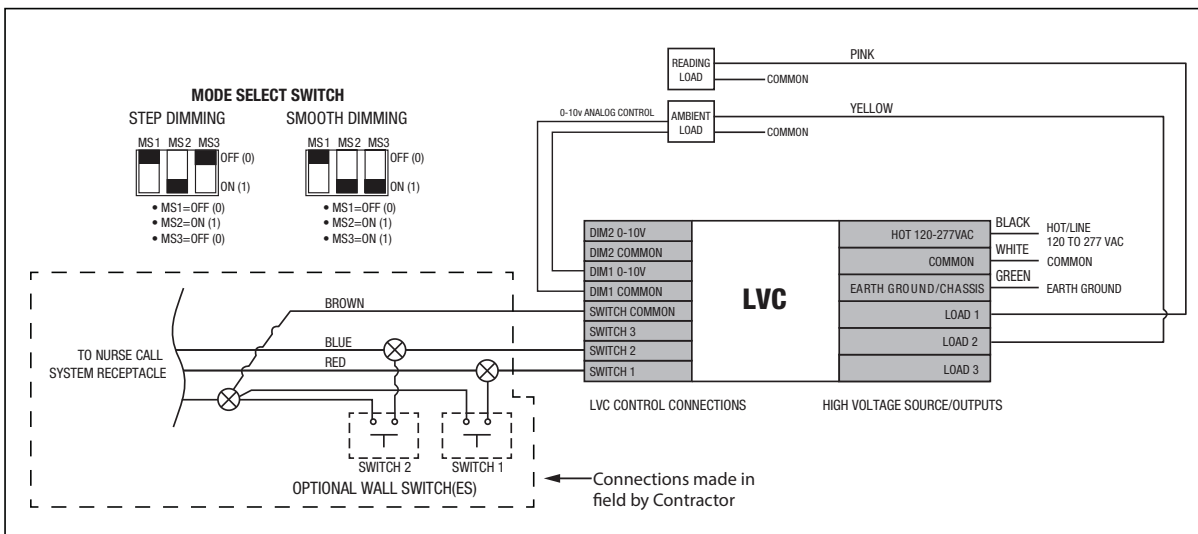 MODE SELECT SWITCH
STEP DIMMING
MS1 MS2 MS3
OFF (0)
ON (1)
• MS1=OFF (0)
• MS2=ON (1)
• MS3=OFF (0)
SMOOTH DIMMING
MS1 MS2 MS3
OFF (0)
ON (1)
• MS1=OFF (0)
• MS2=ON (1)
• MS3=ON (1)
READING
LOAD
PINK
COMMON
0-10v ANALOG CONTROL
AMBIENT
LOAD
YELLOW
COMMON
DIM2 0-10V
DIM2 COMMON
DIM1 0-10V
DIM1 COMMON
SWITCH COMMON
SWITCH 3
SWITCH 2
SWITCH 1
LVC
HOT 120-277VAC
COMMON
EARTH GROUND/CHASSIS
LOAD 1
LOAD 2
LOAD 3
BLACK
HOT/LINE
120 TO 277 VAC
WHITE
COMMON
GREEN
EARTH GROUND
LVC CONTROL CONNECTIONS
HIGH VOLTAGE SOURCE/OUTPUTS
BROWN
BLUE
RED
TO NURSE CALL
SYSTEM RECEPTACLE
SWITCH 2
SWITCH 1
OPTIONAL WALL SWITCH(ES)
Connections made in
field by Contractor